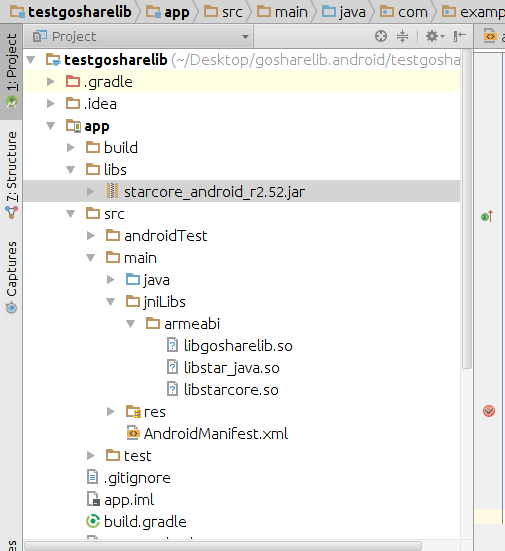 testgosharelib app src main java com examp
Project
testgosharelib (~/Desktop/gosharelib.android/testgosha
.gradle
.idea
app
build
libs
starcore_android_r2.52.jar
src
androidTest
main
java
jniLibs
armeabi
libgosharelib.so
libstar_java.so
libstarcore.so
res
AndroidManifest.xml
test
.gitignore
app.iml
build.gradle
1: Project
7: Structure
Captures